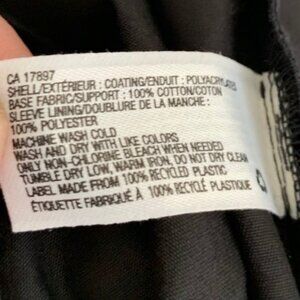 CA 17897
SHELL/EXTÉRIEUR : COATING/ENDUIT : POLYACRYLATES
BASE FABRIC/SUPPORT : 100% COTTON/COTON
SLEEVE LINING/DOUBLURE DE LA MANCHE :
100% POLYESTER
MACHINE WASH COLD
WASH AND DRY WITH LIKE COLORS
ONLY NON-CHLORINE BLEACH WHEN NEEDED
TUMBLE DRY LOW, WARM IRON, DO NOT DRY CLEAN
LABEL MADE FROM 100% RECYCLED PLASTIC
ÉTIQUETTE FABRIQUÉE À 100% RECYCLÉ PLASTIQUE